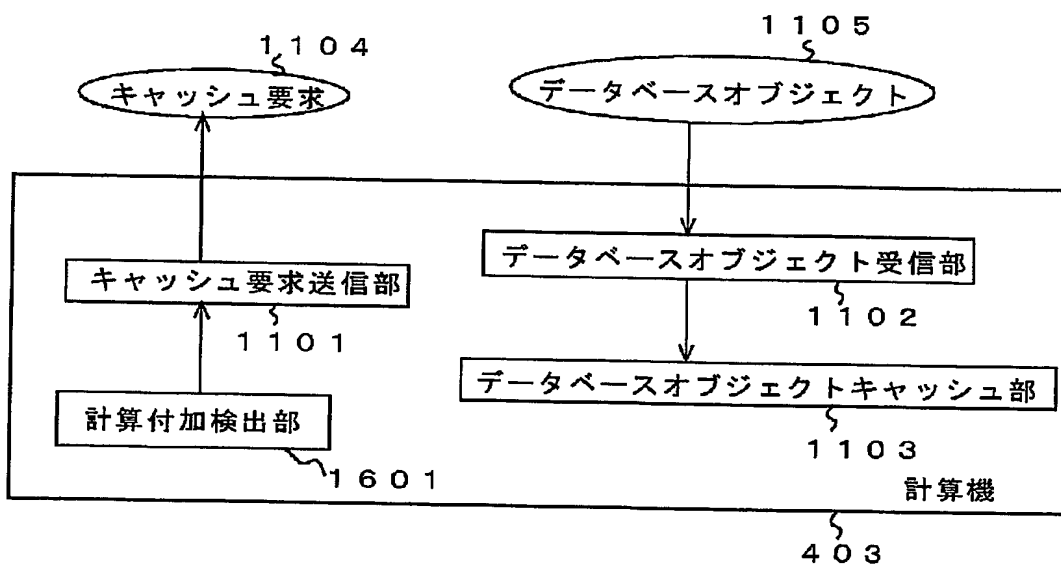 1104
キャッシュ要求
1105
データベースオブジェクト
キャッシュ要求送信部
1101
計算付加検出部
1601
データベースオブジェクト受信部
1102
データベースオブジェクトキャッシュ部
1103
計算機
403